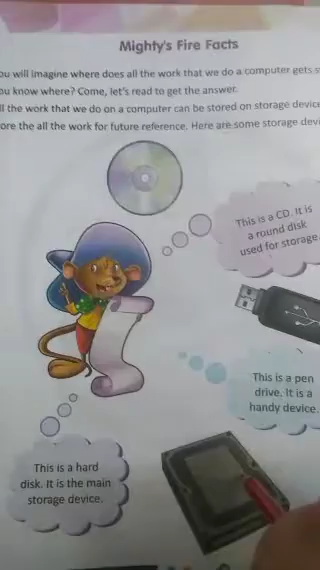 Mighty's Fire Facts
ou will imagine where does all the work that we do a computer gets
ou know where? Come, let's read to get the answer.
ll the work that we do on a computer can be stored on storage device
ore the all the work for future reference. Here are some storage devi
This is a CD. It is
a round disk
used for storage.
This is a pen
drive. It is a
handy device.
This is a hard
disk. It is the main
storage device.